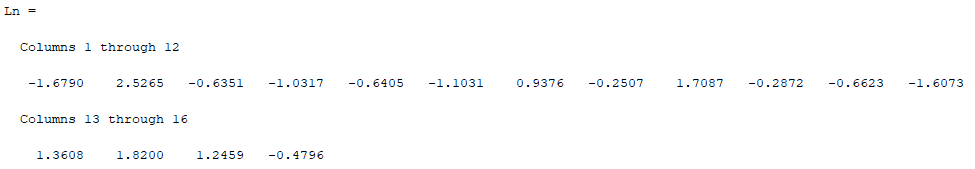 Ln =
Columns 1 through 12
-1.6790 2.5265 -0.6351 -1.0317 -0.6405 -1.1031 0.9376 -0.2507 1.7087 -0.2872 -0.6623 -1.6073
Columns 13 through 16
1.3608 1.8200 1.2459 -0.4796